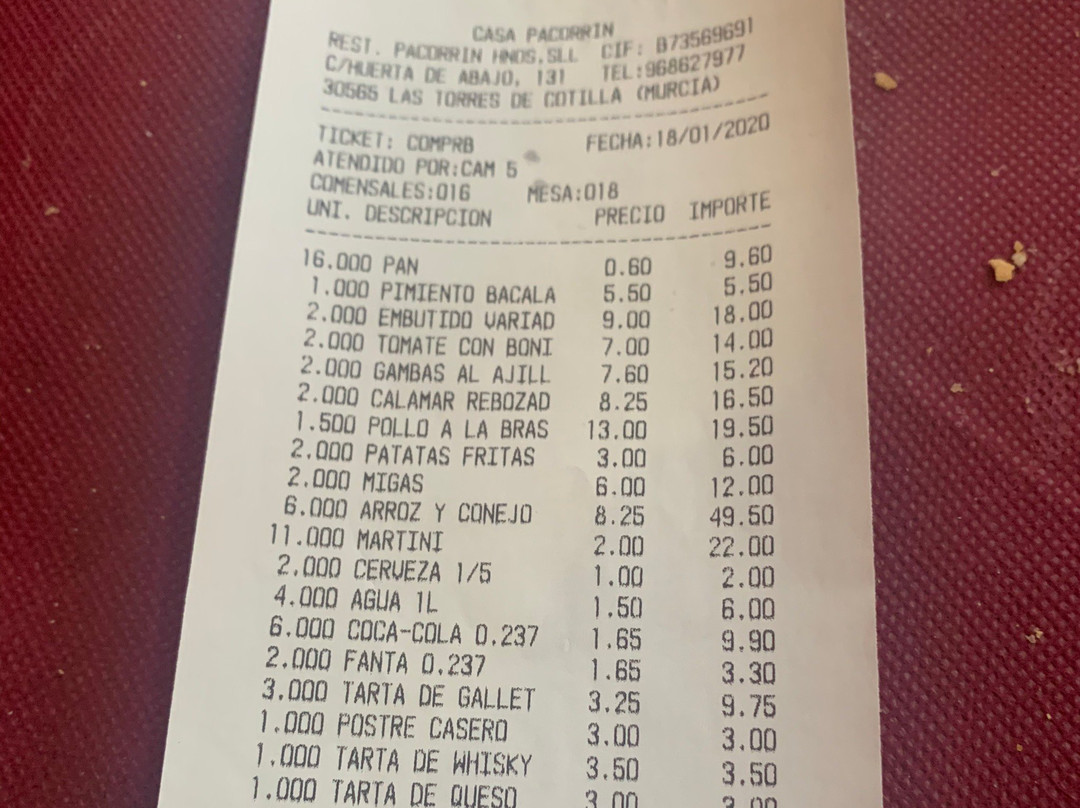 CASA PACORRIN
REST. PACORRIN HNOS.SLL CIF: B73569691
C/HUERTA DE ABAJO, 131 TEL:968627977
30565 LAS TORRES DE COTILLA (MURCIA)
TICKET: COMPRB FECHA:18/01/2020
ATENDIDO POR:CAM 5
COMENSALES:016 MESA:018
UNI. DESCRIPCION PRECIO IMPORTE
16.000 PAN 0.60 9.60
1.000 PIMIENTO BACALA 5.50 5.50
2.000 EMBUTIDO VARIAD 9.00 18.00
2.000 TOMATE CON BONI 7.00 14.00
2.000 GAMBAS AL AJILL 7.60 15.20
2.000 CALAMAR REBOZAD 8.25 16.50
1.500 POLLO A LA BRAS 13.00 19.50
2.000 PATATAS FRITAS 3.00 6.00
2.000 MIGAS 6.00 12.00
6.000 ARROZ Y CONEJO 8.25 49.50
11.000 MARTINI 2.00 22.00
2.000 CERVEZA 1/5 1.00 2.00
4.000 AGUA 1L 1.50 6.00
6.000 COCA-COLA 0.237 1.65 9.90
2.000 FANTA 0.237 1.65 3.30
3.000 TARTA DE GALLET 3.25 9.75
1.000 POSTRE CASERO 3.00 3.00
1.000 TARTA DE WHISKY 3.50 3.50
1.000 TARTA DE QUESO 3.00 3.00